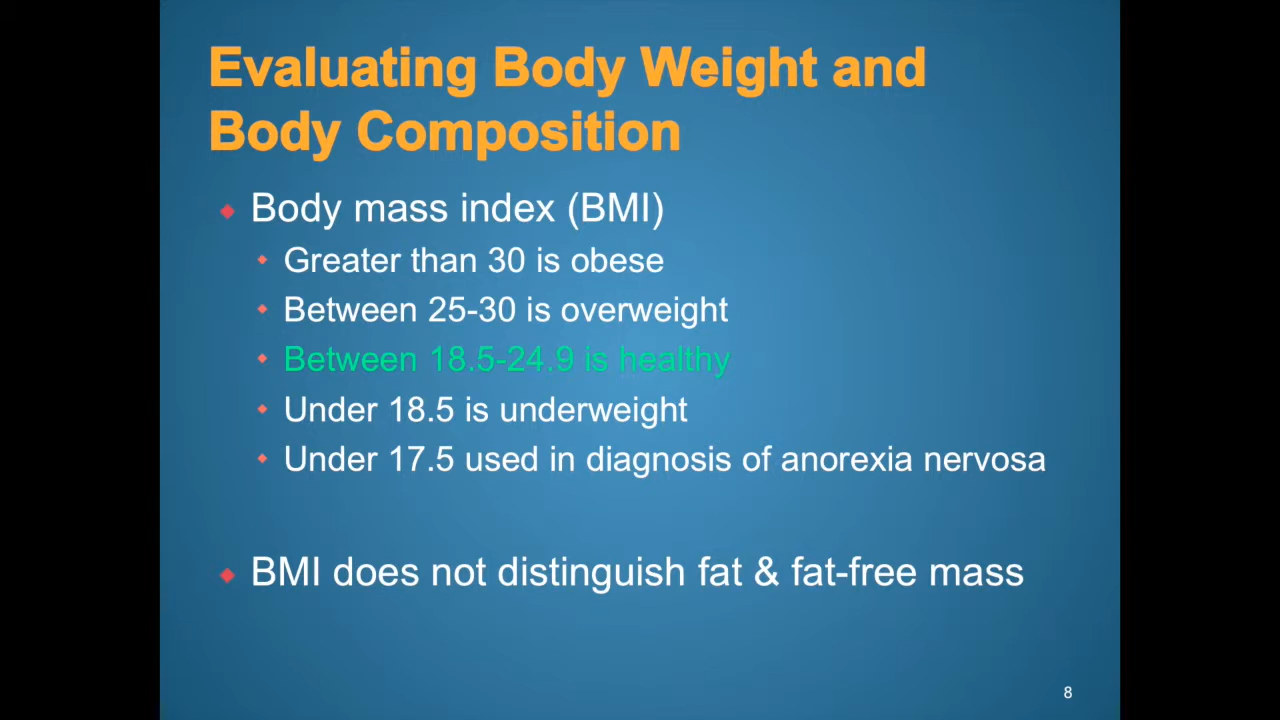 Evaluating Body Weight and
Body Composition
Body mass index (BMI)
Greater than 30 is obese
Between 25-30 is overweight
Between 18.5-24.9 is healthy
Under 18.5 is underweight
Under 17.5 used in diagnosis of anorexia nervosa
BMI does not distinguish fat & fat-free mass
8